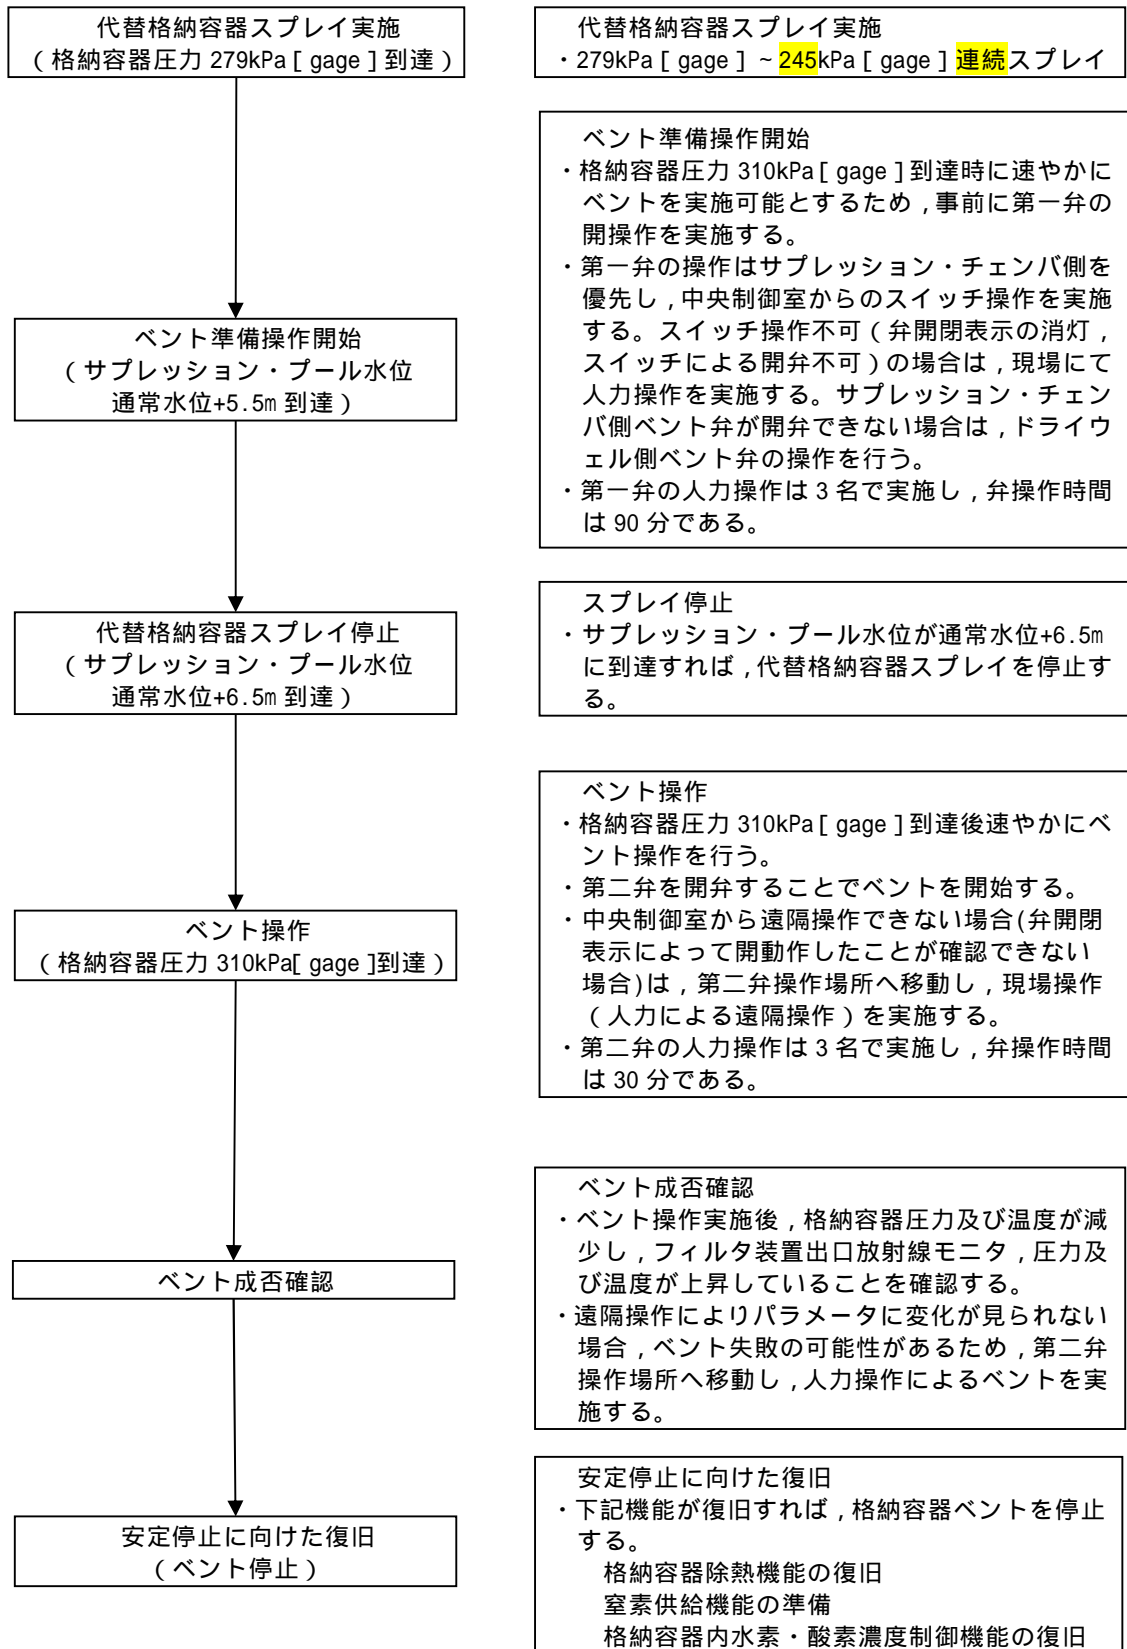 代替格納容器スプレイ実施
（格納容器圧力 279kPa［gage］到達）
代替格納容器スプレイ実施
・279kPa［gage］~245kPa［gage］連続スプレイ
ベント準備操作開始
・格納容器圧力 310kPa［gage］到達時に速やかに
ベントを実施可能とするため，事前に第一弁の
開操作を実施する。
・第一弁の操作はサプレッション・チェンバ側を
優先し，中央制御室からのスイッチ操作を実施
する。スイッチ操作不可（弁開閉表示の消灯，
スイッチによる開弁不可）の場合は，現場にて
人力操作を実施する。サプレッション・チェン
バ側ベント弁が開弁できない場合は，ドライウ
ェル側ベント弁の操作を行う。
・第一弁の人力操作は 3 名で実施し，弁操作時間
は 90 分である。
ベント準備操作開始
（サプレッション・プール水位
通常水位+5.5m 到達）
代替格納容器スプレイ停止
（サプレッション・プール水位
通常水位+6.5m 到達）
スプレイ停止
・サプレッション・プール水位が通常水位+6.5m
に到達すれば，代替格納容器スプレイを停止す
る。
ベント操作
（格納容器圧力 310kPa[gage]到達）
ベント操作
・格納容器圧力 310kPa［gage］到達後速やかにベ
ント操作を行う。
・第二弁を開弁することでベントを開始する。
・中央制御室から遠隔操作できない場合(弁開閉
表示によって開動作したことが確認できない
場合)は，第二弁操作場所へ移動し，現場操作
（人力による遠隔操作）を実施する。
・第二弁の人力操作は 3 名で実施し，弁操作時間
は 30 分である。
ベント成否確認
ベント成否確認
・ベント操作実施後，格納容器圧力及び温度が減
少し，フィルタ装置出口放射線モニタ，圧力及
び温度が上昇していることを確認する。
・遠隔操作によりパラメータに変化が見られない
場合，ベント失敗の可能性があるため，第二弁
操作場所へ移動し，人力操作によるベントを実
施する。
安定停止に向けた復旧
（ベント停止）
安定停止に向けた復旧
・下記機能が復旧すれば，格納容器ベントを停止
する。
格納容器除熱機能の復旧
窒素供給機能の準備
格納容器内水素・酸素濃度制御機能の復旧